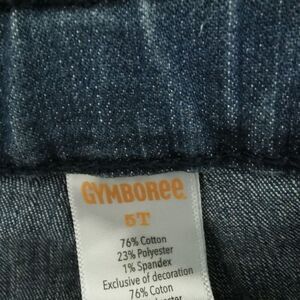 GYMBOREE
5T
76% Cotton
23% Polyester
1% Spandex
Exclusive of decoration
76% Coton